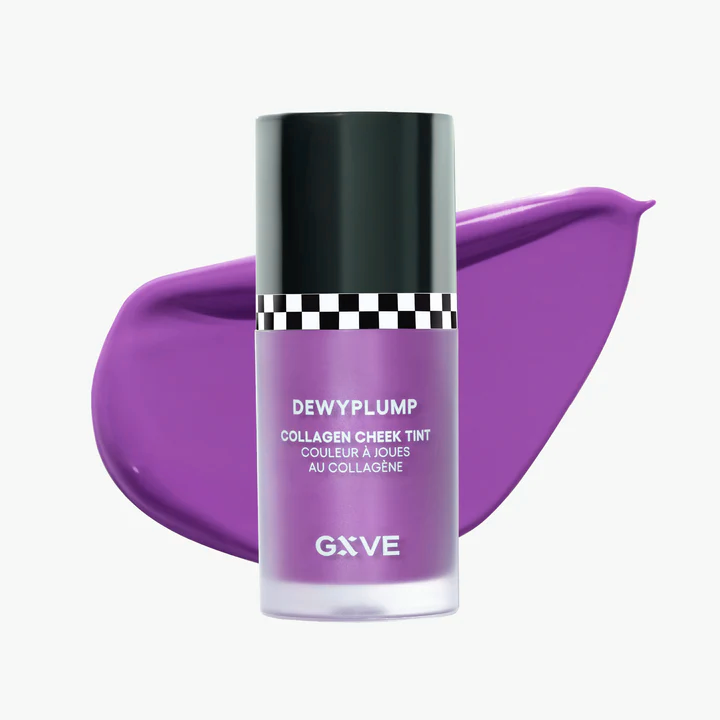 DEWYPLUMP
COLLAGEN CHEEK TINT
COULEUR À JOUES
AU COLLAGÈNE
GXVE